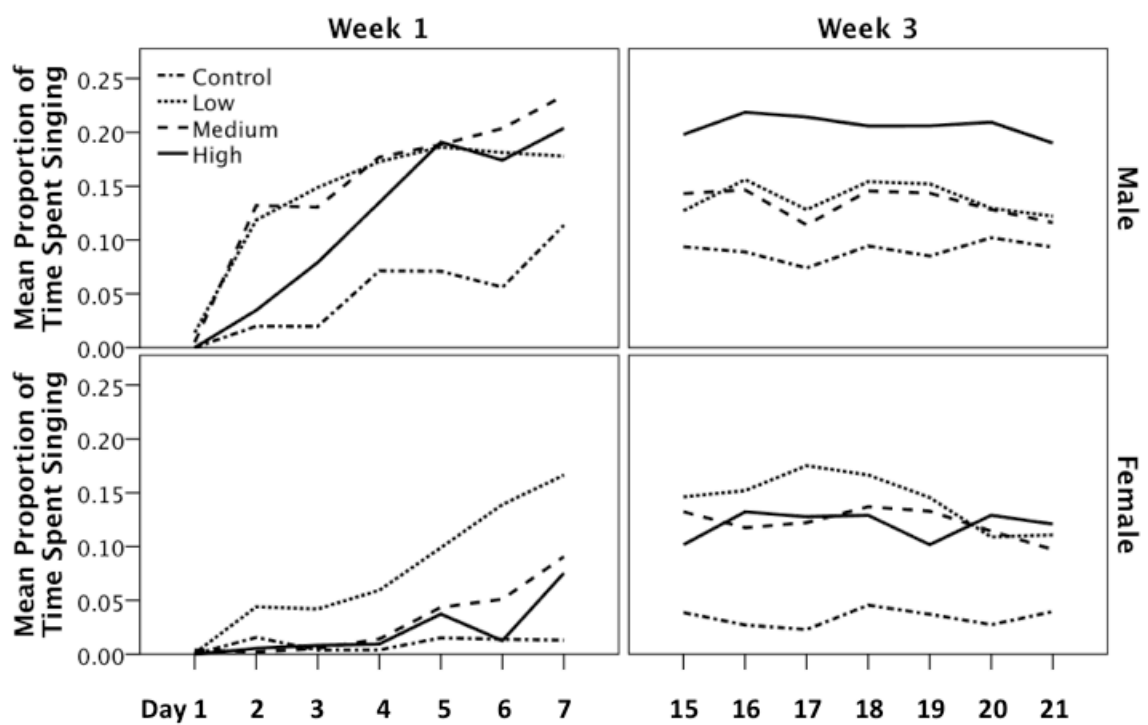 Week 1
Week 3
Mean Proportion of
Time Spent Singing
0.25
0.20
0.15
0.10
0.05
0.00
Control
Low
Medium
High
Male
Mean Proportion of
Time Spent Singing
0.25
0.20
0.15
0.10
0.05
0.00
Female
Day 1 2 3 4 5 6 7 15 16 17 18 19 20 21